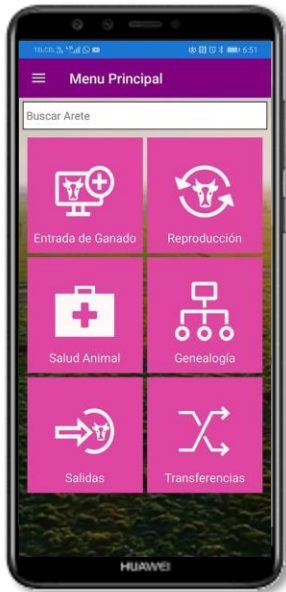 TELCEL
6:51
Menu Principal
Buscar Arete
Entrada de Ganado
Reproducción
Salud Animal
Genealogía
Salidas
Transferencias
HUAWEI